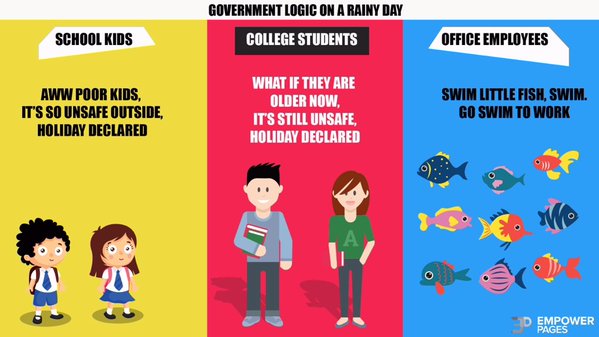 GOVERNMENT LOGIC ON A RAINY DAY
SCHOOL KIDS
AWW POOR KIDS,
IT'S SO UNSAFE OUTSIDE,
HOLIDAY DECLARED
COLLEGE STUDENTS
WHAT IF THEY ARE
OLDER NOW,
IT'S STILL UNSAFE,
HOLIDAY DECLARED
A
OFFICE EMPLOYEES
SWIM LITTLE FISH, SWIM.
GO SWIM TO WORK
EMPOWER
PAGES